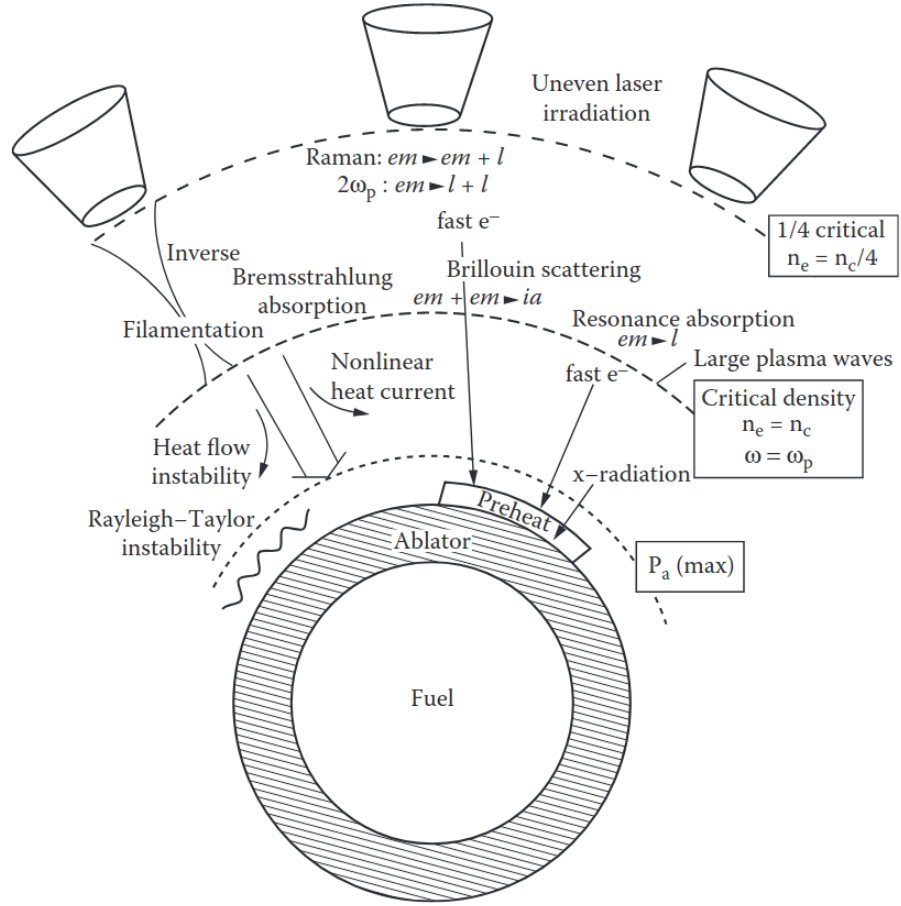 Uneven laser
irradiation
Raman: em ► em + l
2ωp : em ► l + l
fast e⁻
1/4 critical
nₑ = n_c/4
Inverse
Bremsstrahlung
absorption
Brillouin scattering
em + em ► ia
Filamentation
Resonance absorption
em ► l
Large plasma waves
Nonlinear
heat current
fast e⁻
Critical density
nₑ = n_c
ω = ωp
Heat flow
instability
x–radiation
Preheat
Rayleigh–Taylor
instability
Ablator
Pₐ (max)
Fuel